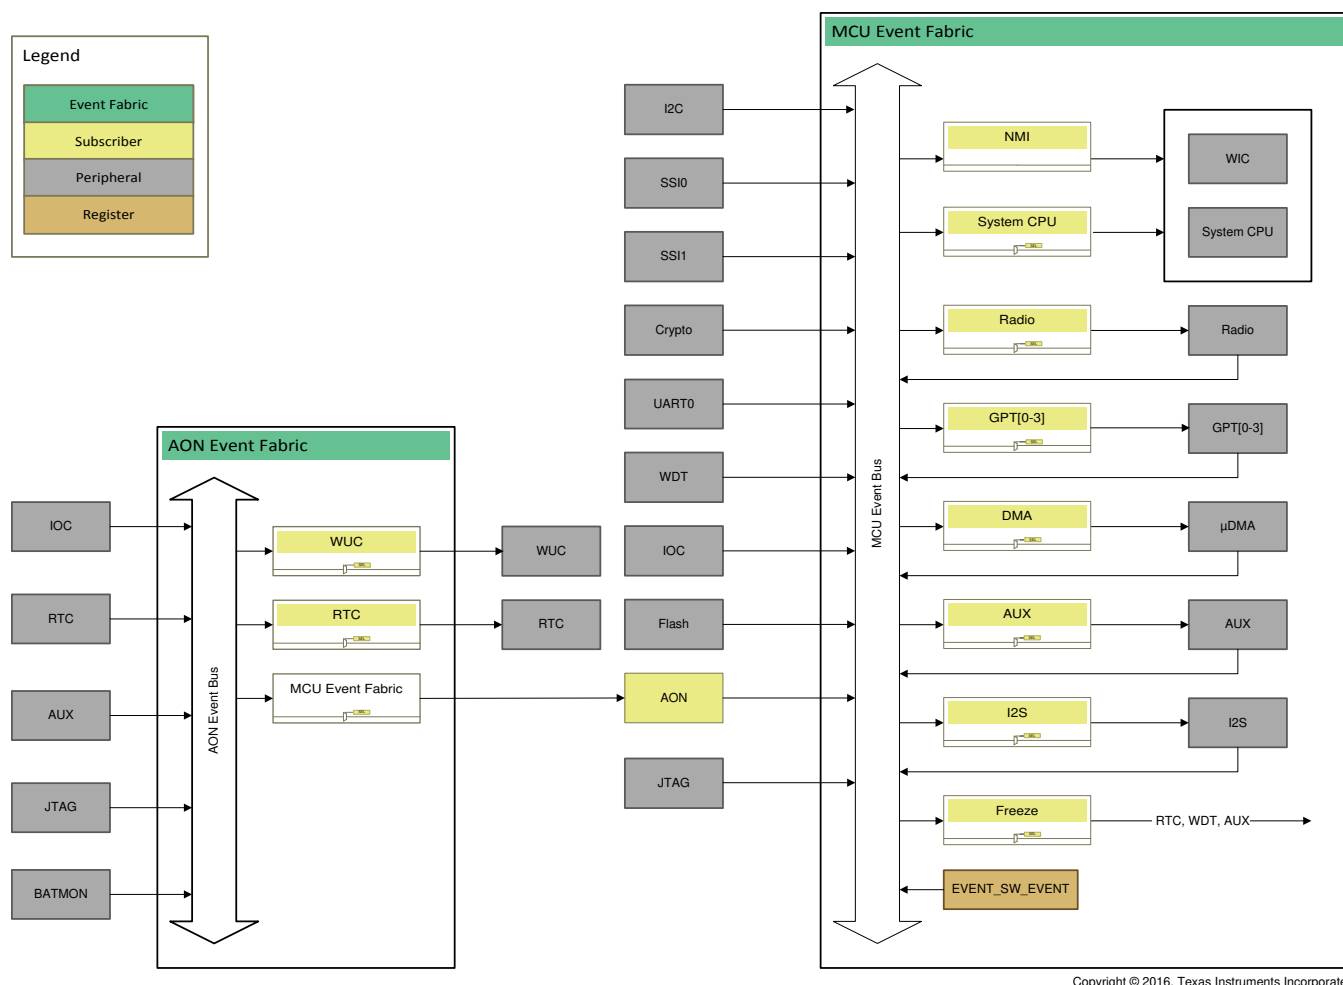 Legend
Event Fabric
Subscriber
Peripheral
Register
AON Event Fabric
IOC
RTC
AUX
JTAG
BATMON
AON Event Bus
WUC
RTC
MCU Event Fabric
WUC
RTC
I2C
SSI0
SSI1
Crypto
UART0
WDT
IOC
Flash
AON
JTAG
MCU Event Fabric
MCU Event Bus
NMI
System CPU
Radio
GPT[0-3]
DMA
AUX
I2S
Freeze
EVENT_SW_EVENT
WIC
System CPU
Radio
GPT[0-3]
µDMA
AUX
I2S
RTC, WDT, AUX
Copyright © 2016, Texas Instruments Incorporate